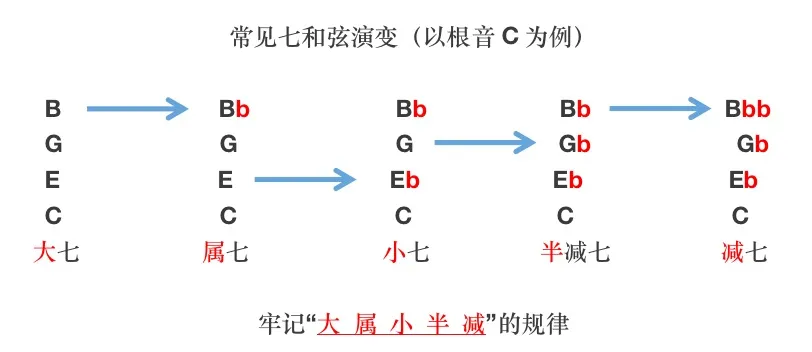 常见七和弦演变（以根音 C 为例）
B Bb Bb Bb Bbb
G G G Gb Gb
E E Eb Eb Eb
C C C C C
大七 属七 小七 半减七 减七
牢记“大 属 小 半 减”的规律